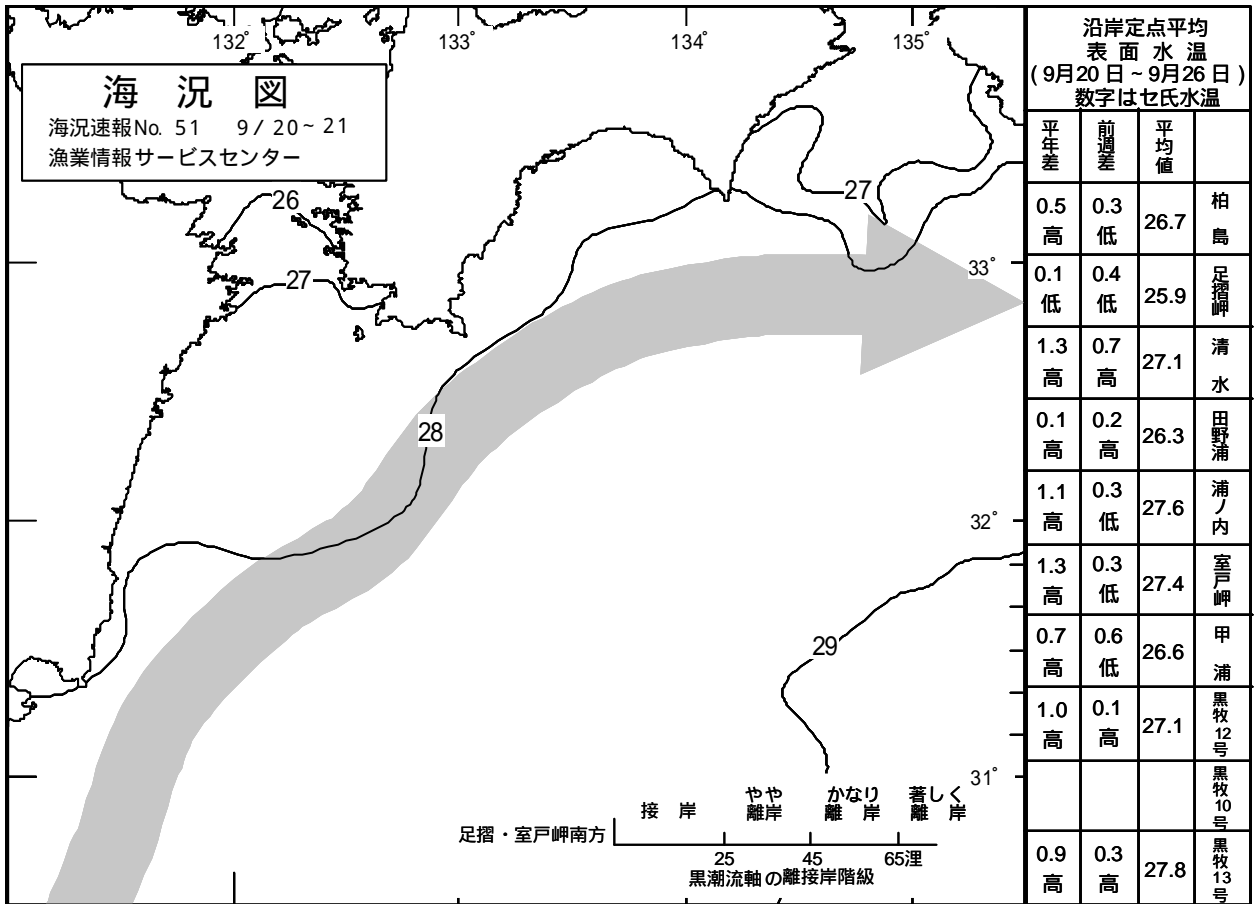 132°
133°
134°
135°
海 況 図
海況速報No. 51 9/20~21
漁業情報サービスセンター
26
27
27
28
29
33°
32°
31°
接 岸
やや離岸
かなり離岸
著しく離岸
足摺・室戸岬南方
25 45 65浬
黒潮流軸の離接岸階級
沿岸定点平均
表面水温
(9月20日~9月26日)
数字はセ氏水温
平年差 前週差 平均値
0.5高 0.3低 26.7 柏島
0.1低 0.4低 25.9 足摺岬
1.3高 0.7高 27.1 清水
0.1高 0.2高 26.3 田野浦
1.1高 0.3低 27.6 浦ノ内
1.3高 0.3低 27.4 室戸岬
0.7高 0.6低 26.6 甲浦
1.0高 0.1高 27.1 黒牧12号
黒牧10号
0.9高 0.3高 27.8 黒牧13号